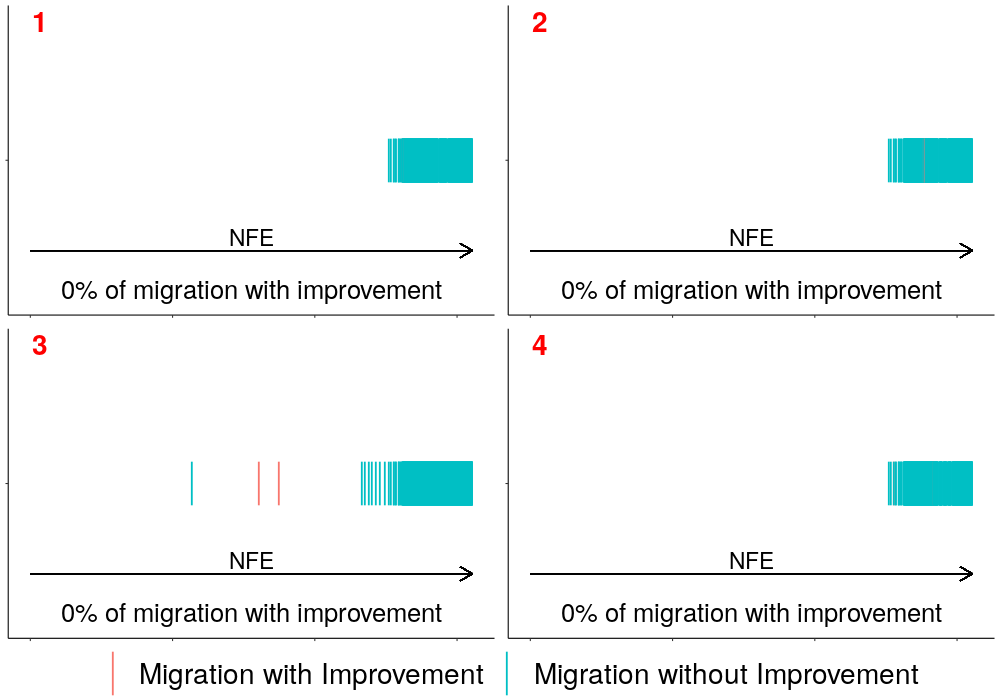 1
NFE
0% of migration with improvement
2
NFE
0% of migration with improvement
3
NFE
0% of migration with improvement
4
NFE
0% of migration with improvement
Migration with Improvement
Migration without Improvement